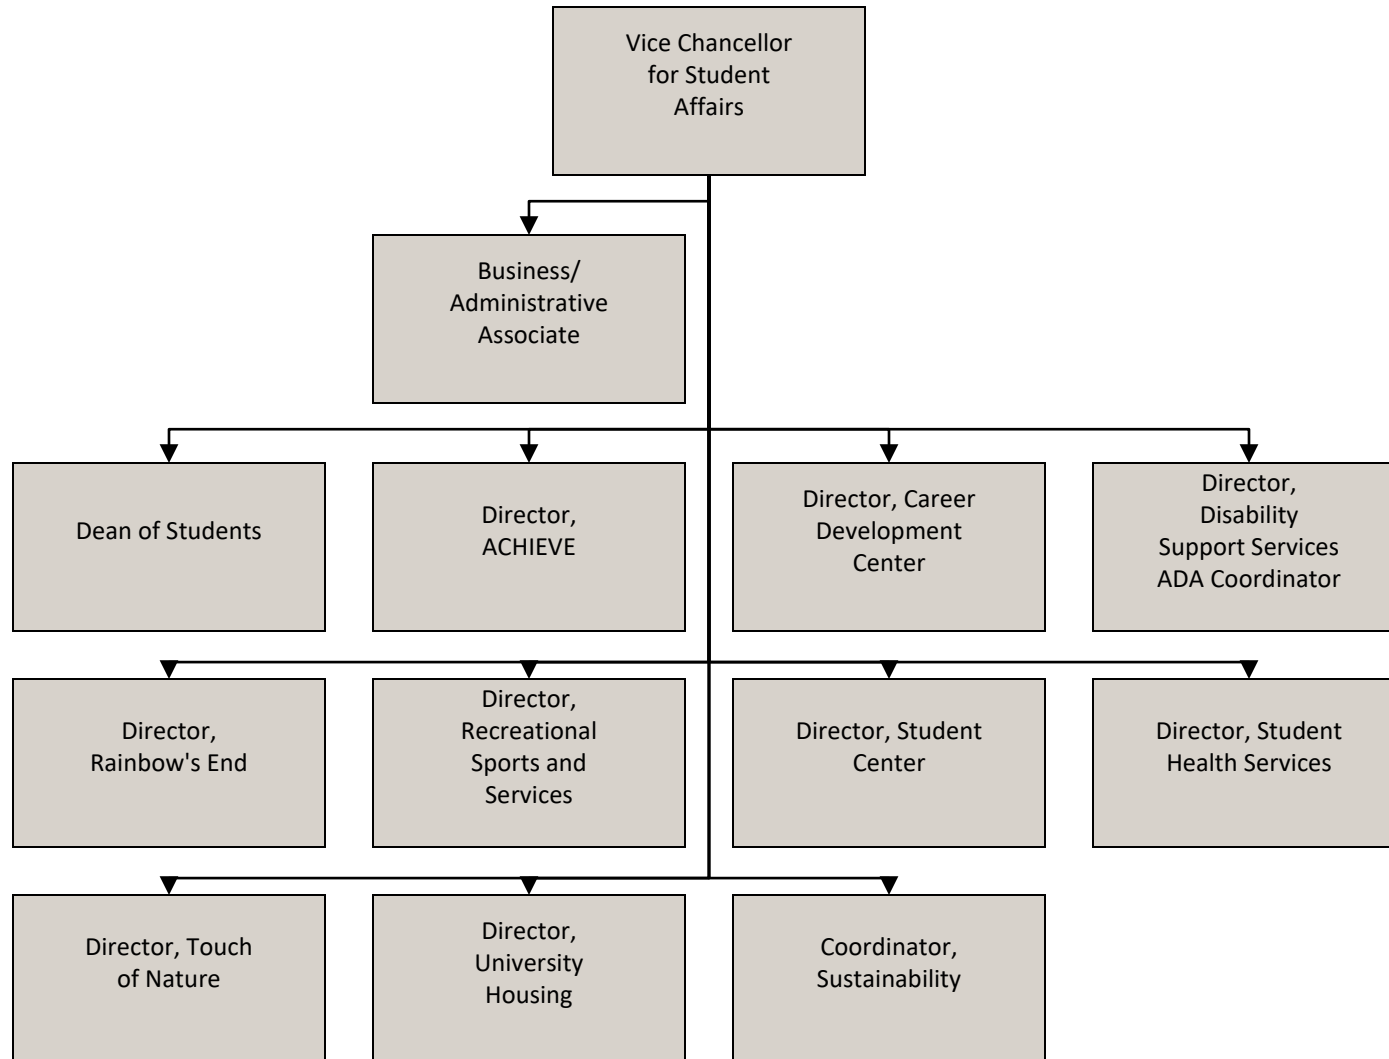 Vice Chancellor
for Student
Affairs
Business/
Administrative
Associate
Dean of Students
Director,
ACHIEVE
Director, Career
Development
Center
Director,
Disability
Support Services
ADA Coordinator
Director,
Rainbow's End
Director,
Recreational
Sports and
Services
Director, Student
Center
Director, Student
Health Services
Director, Touch
of Nature
Director,
University
Housing
Coordinator,
Sustainability